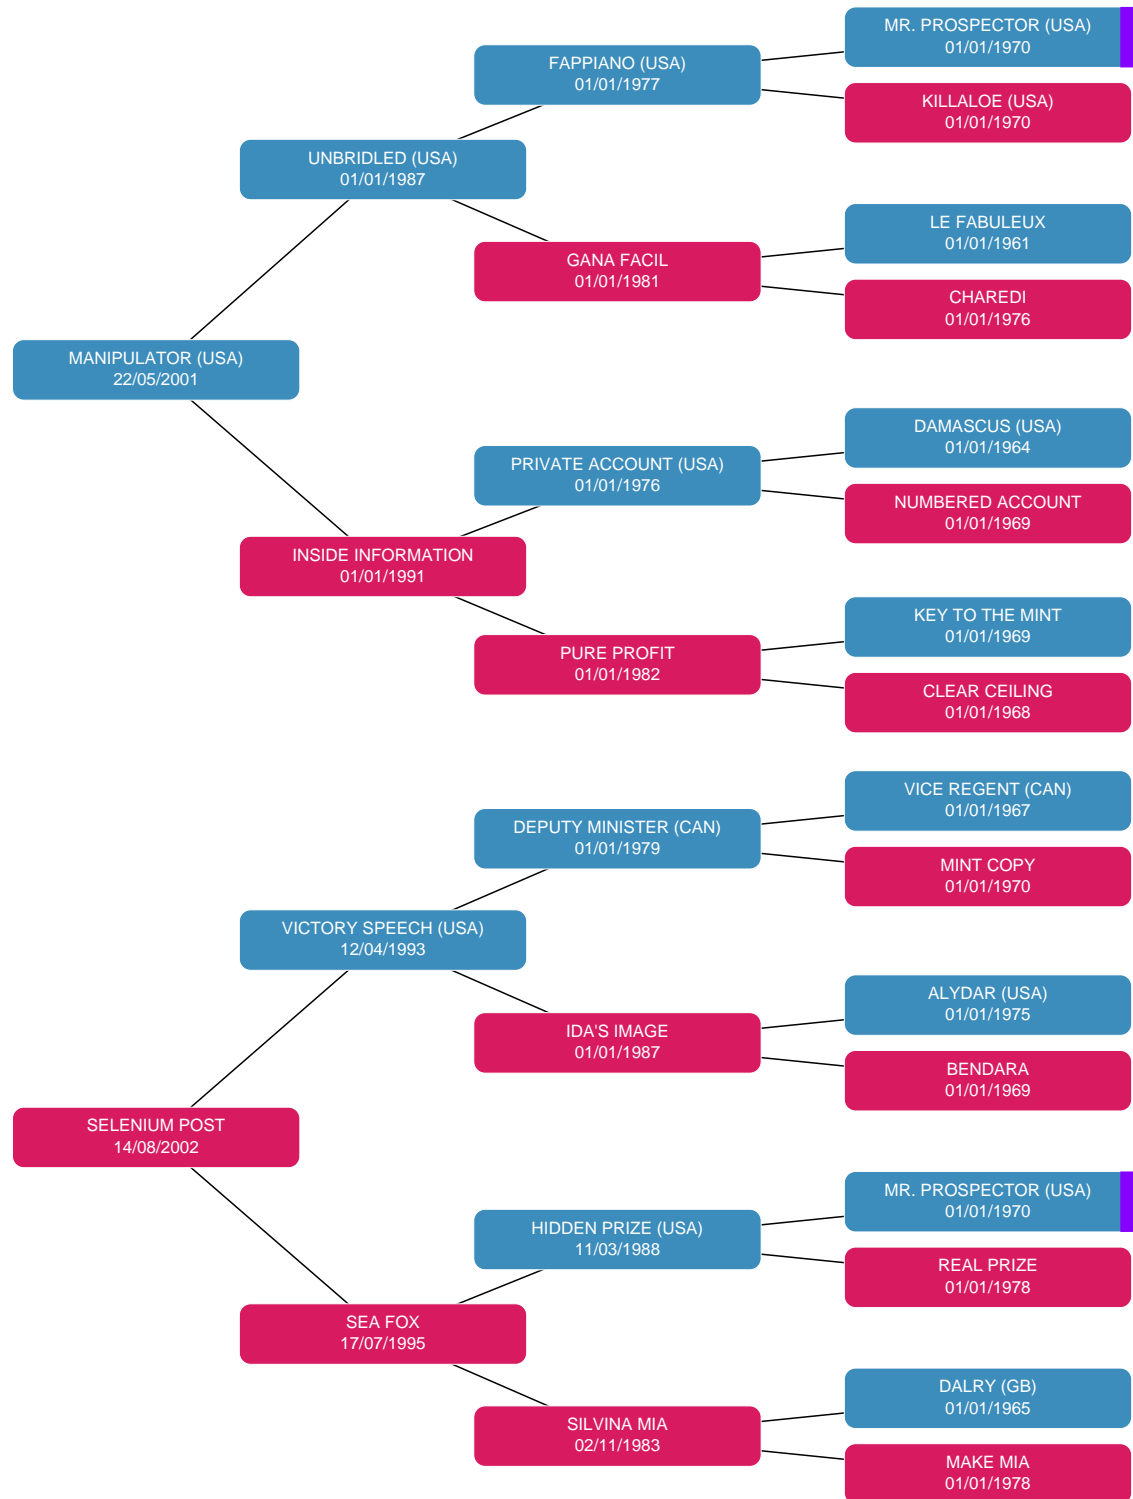 MR. PROSPECTOR (USA)
01/01/1970
FAPPIANO (USA)
01/01/1977
KILLALOE (USA)
01/01/1970
UNBRIDLED (USA)
01/01/1987
LE FABULEUX
01/01/1961
GANA FACIL
01/01/1981
CHAREDI
01/01/1976
MANIPULATOR (USA)
22/05/2001
DAMASCUS (USA)
01/01/1964
PRIVATE ACCOUNT (USA)
01/01/1976
NUMBERED ACCOUNT
01/01/1969
INSIDE INFORMATION
01/01/1991
KEY TO THE MINT
01/01/1969
PURE PROFIT
01/01/1982
CLEAR CEILING
01/01/1968
VICE REGENT (CAN)
01/01/1967
DEPUTY MINISTER (CAN)
01/01/1979
MINT COPY
01/01/1970
VICTORY SPEECH (USA)
12/04/1993
ALYDAR (USA)
01/01/1975
IDA'S IMAGE
01/01/1987
BENDARA
01/01/1969
SELENIUM POST
14/08/2002
MR. PROSPECTOR (USA)
01/01/1970
HIDDEN PRIZE (USA)
11/03/1988
REAL PRIZE
01/01/1978
SEA FOX
17/07/1995
DALRY (GB)
01/01/1965
SILVINA MIA
02/11/1983
MAKE MIA
01/01/1978